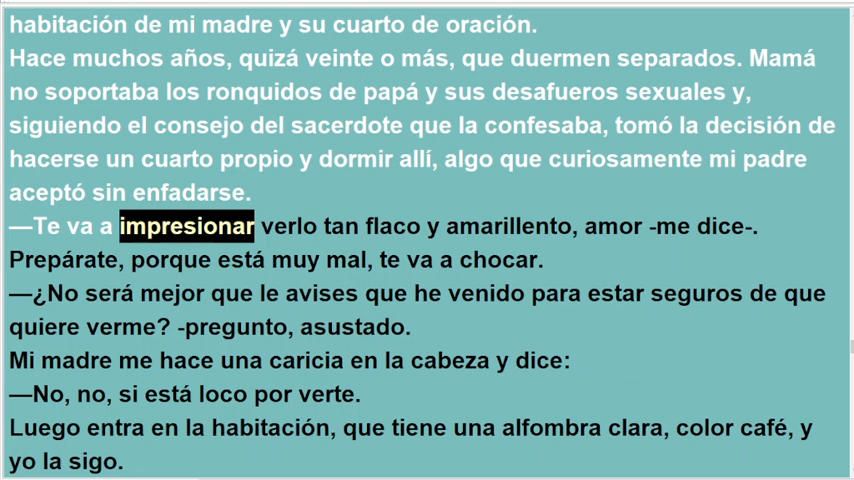 habitación de mi madre y su cuarto de oración.
Hace muchos años, quizá veinte o más, que duermen separados. Mamá
no soportaba los ronquidos de papá y sus desafueros sexuales y,
siguiendo el consejo del sacerdote que la confesaba, tomó la decisión de
hacerse un cuarto propio y dormir allí, algo que curiosamente mi padre
aceptó sin enfadarse.
—Te va a impresionar verlo tan flaco y amarillento, amor -me dice-.
Prepárate, porque está muy mal, te va a chocar.
—¿No será mejor que le avises que he venido para estar seguros de que
quiere verme? -pregunto, asustado.
Mi madre me hace una caricia en la cabeza y dice:
—No, no, si está loco por verte.
Luego entra en la habitación, que tiene una alfombra clara, color café, y
yo la sigo.